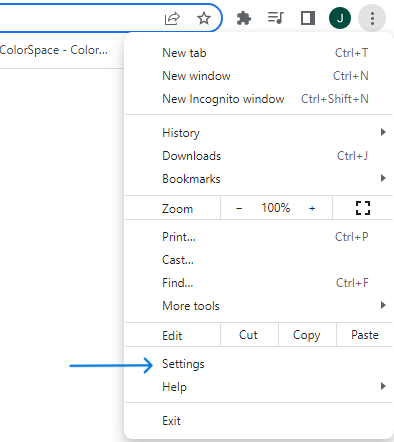 J
ColorSpace - Color...
New tab Ctrl+T
New window Ctrl+N
New Incognito window Ctrl+Shift+N
History
Downloads Ctrl+J
Bookmarks
Zoom − 100% +
Print... Ctrl+P
Cast...
Find... Ctrl+F
More tools
Edit Cut Copy Paste
Settings
Help
Exit